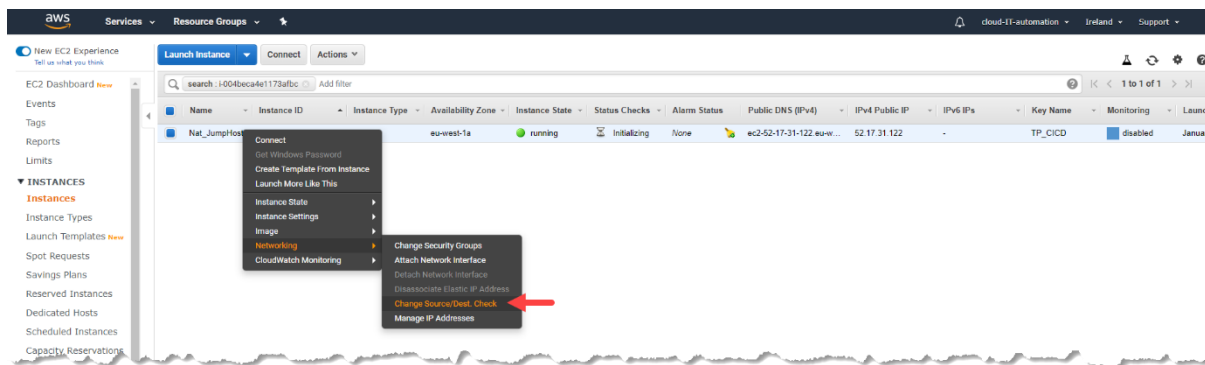 aws Services Resource Groups cloud-IT-automation Ireland Support
New EC2 Experience
Tell us what you think
Launch Instance Connect Actions
EC2 Dashboard New
Events
Tags
Reports
Limits
INSTANCES
Instances
Instance Types
Launch Templates New
Spot Requests
Savings Plans
Reserved Instances
Dedicated Hosts
Scheduled Instances
Capacity Reservations
search : i-004beca4e1173afbc Add filter 1 to 1 of 1
Name Instance ID Instance Type Availability Zone Instance State Status Checks Alarm Status Public DNS (IPv4) IPv4 Public IP IPv6 IPs Key Name Monitoring Launc
Nat_JumpHost eu-west-1a running Initializing None ec2-52-17-31-122.eu-w... 52.17.31.122 - TP_CICD disabled Janua
Connect
Get Windows Password
Create Template From Instance
Launch More Like This
Instance State
Instance Settings
Image
Networking
CloudWatch Monitoring
Change Security Groups
Attach Network Interface
Detach Network Interface
Disassociate Elastic IP Address
Change Source/Dest. Check
Manage IP Addresses